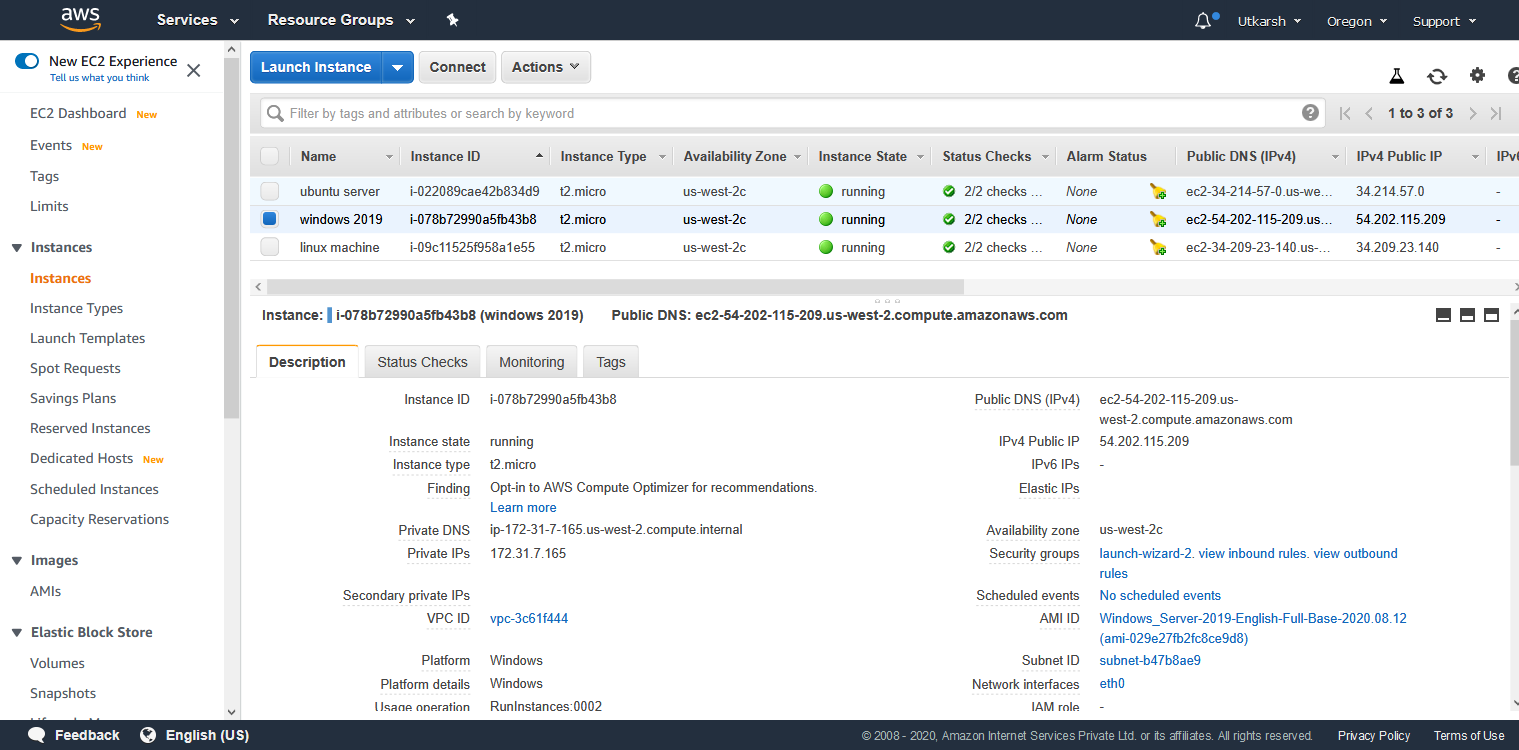 aws Services Resource Groups Utkarsh Oregon Support
New EC2 Experience
Tell us what you think
EC2 Dashboard New
Events New
Tags
Limits
Instances
Instances
Instance Types
Launch Templates
Spot Requests
Savings Plans
Reserved Instances
Dedicated Hosts New
Scheduled Instances
Capacity Reservations
Images
AMIs
Elastic Block Store
Volumes
Snapshots
Launch Instance Connect Actions
Filter by tags and attributes or search by keyword 1 to 3 of 3
Name Instance ID Instance Type Availability Zone Instance State Status Checks Alarm Status Public DNS (IPv4) IPv4 Public IP IPv6
ubuntu server i-022089cae42b834d9 t2.micro us-west-2c running 2/2 checks ... None ec2-34-214-57-0.us-we... 34.214.57.0 -
windows 2019 i-078b72990a5fb43b8 t2.micro us-west-2c running 2/2 checks ... None ec2-54-202-115-209.us... 54.202.115.209 -
linux machine i-09c11525f958a1e55 t2.micro us-west-2c running 2/2 checks ... None ec2-34-209-23-140.us-... 34.209.23.140 -
Instance: i-078b72990a5fb43b8 (windows 2019) Public DNS: ec2-54-202-115-209.us-west-2.compute.amazonaws.com
Description Status Checks Monitoring Tags
Instance ID i-078b72990a5fb43b8
Instance state running
Instance type t2.micro
Finding Opt-in to AWS Compute Optimizer for recommendations.
Learn more
Private DNS ip-172-31-7-165.us-west-2.compute.internal
Private IPs 172.31.7.165
Secondary private IPs
VPC ID vpc-3c61f444
Platform Windows
Platform details Windows
Usage operation RunInstances:0002
Public DNS (IPv4) ec2-54-202-115-209.us-
west-2.compute.amazonaws.com
IPv4 Public IP 54.202.115.209
IPv6 IPs -
Elastic IPs
Availability zone us-west-2c
Security groups launch-wizard-2. view inbound rules. view outbound
rules
Scheduled events No scheduled events
AMI ID Windows_Server-2019-English-Full-Base-2020.08.12
(ami-029e27fb2fc8ce9d8)
Subnet ID subnet-b47b8ae9
Network interfaces eth0
IAM role -
Feedback English (US) © 2008 - 2020, Amazon Internet Services Private Ltd. or its affiliates. All rights reserved. Privacy Policy Terms of Use